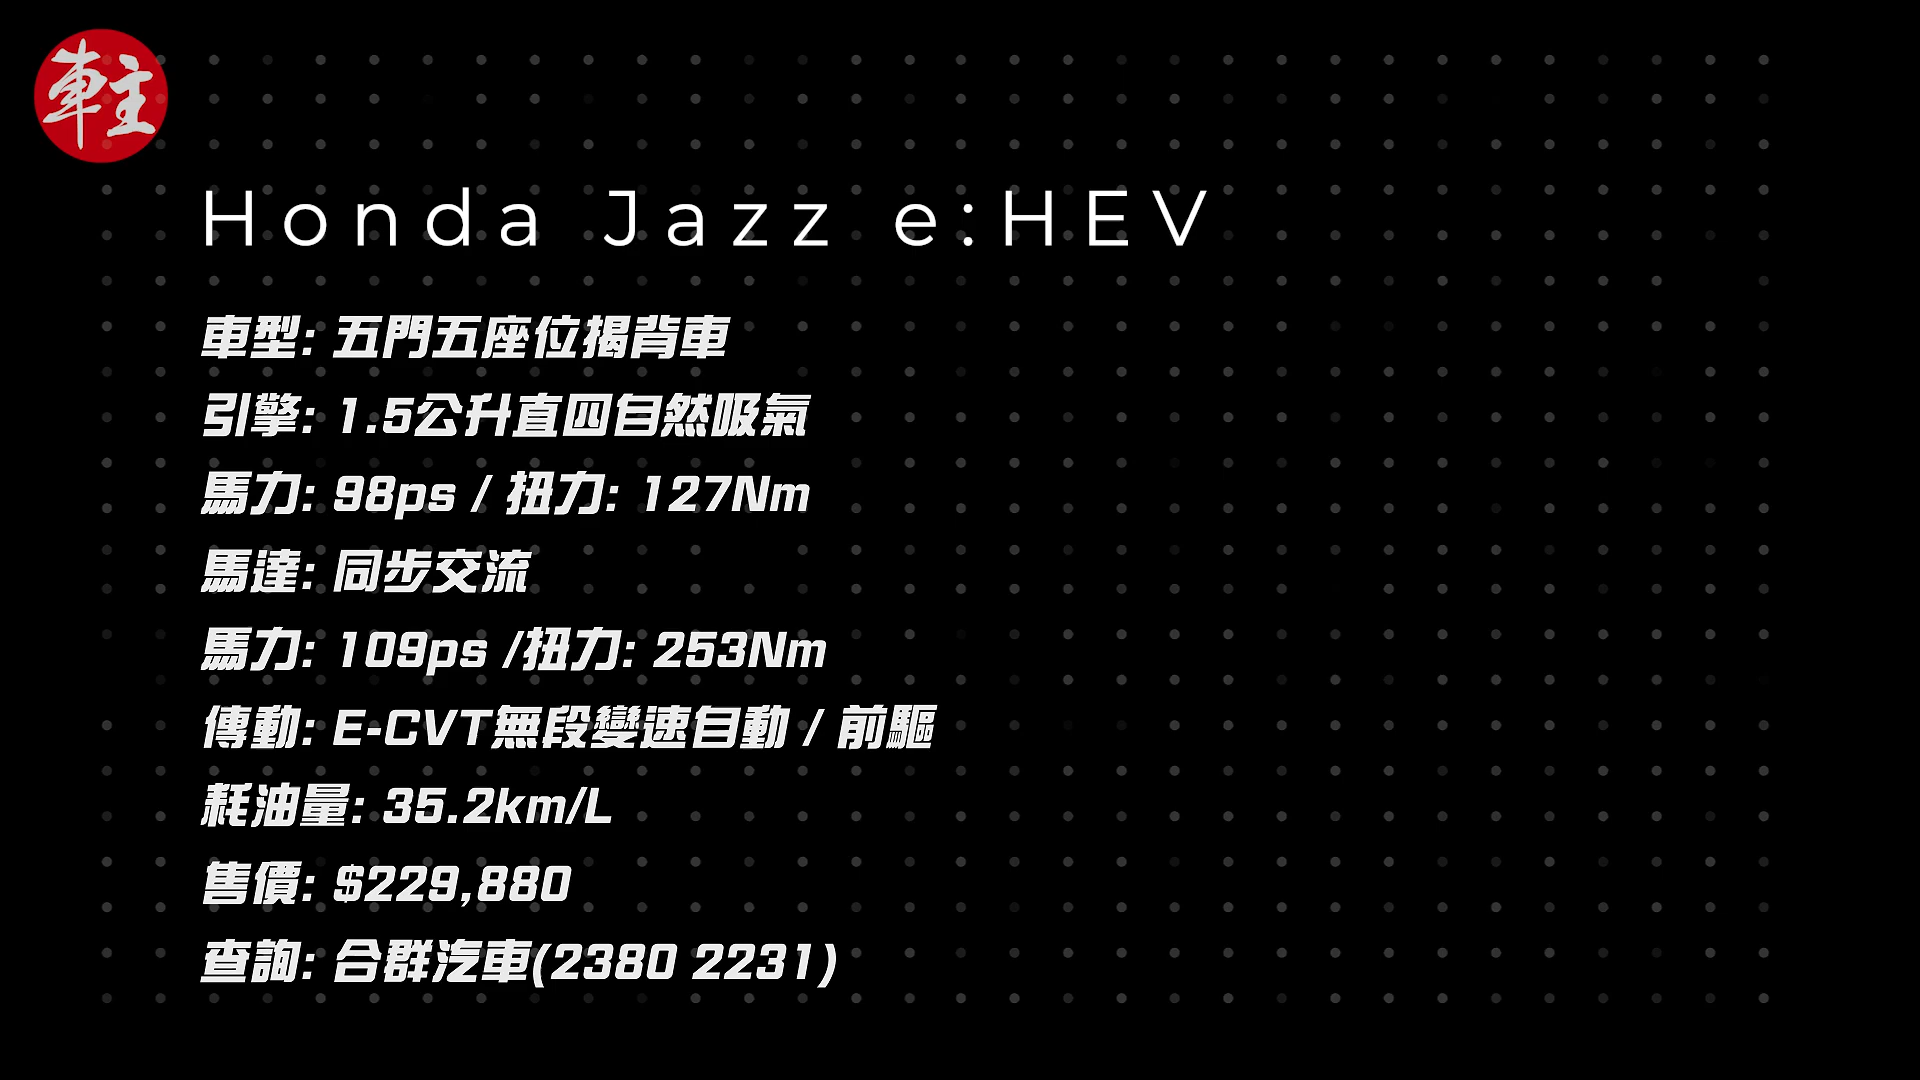 車主
Honda Jazz e:HEV
車型: 五門五座位揭背車
引擎: 1.5公升直四自然吸氣
馬力: 98ps / 扭力: 127Nm
馬達: 同步交流
馬力: 109ps /扭力: 253Nm
傳動: E-CVT無段變速自動 / 前驅
耗油量: 35.2km/L
售價: $229,880
查詢: 合群汽車(2380 2231)